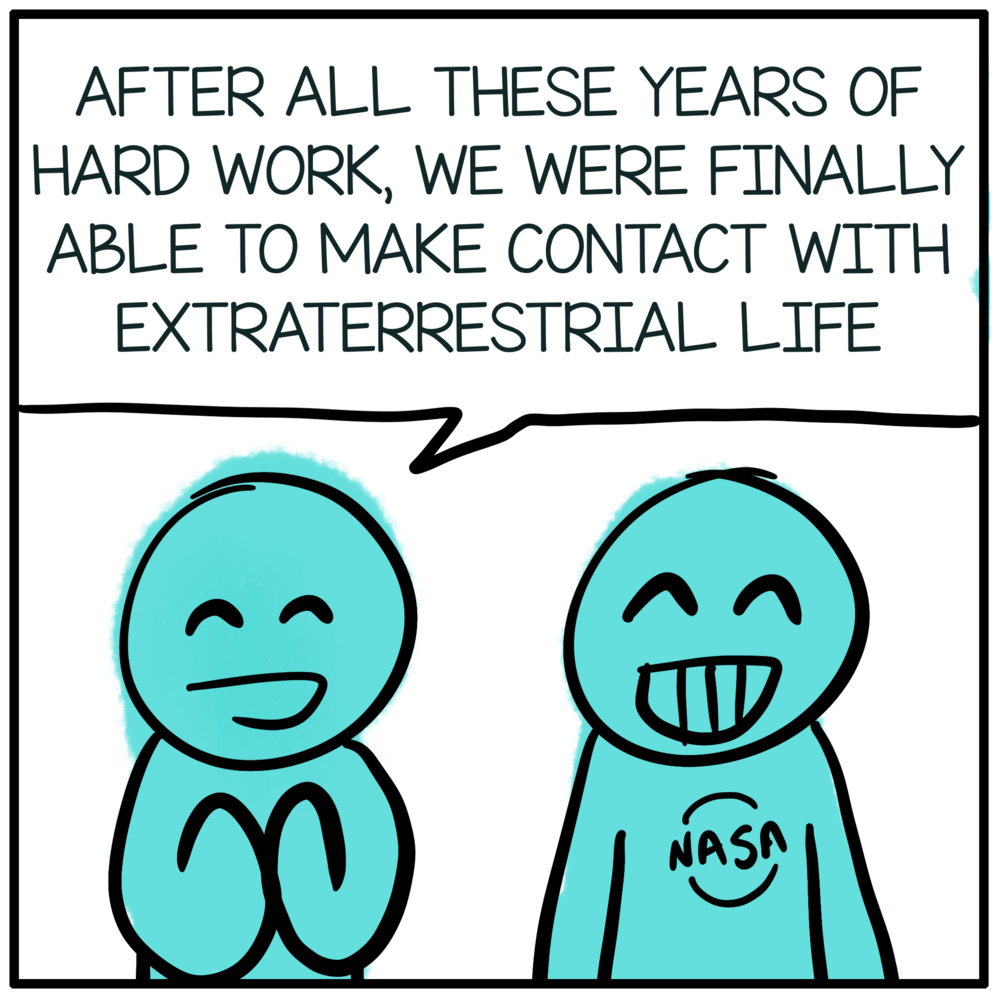 AFTER ALL THESE YEARS OF
HARD WORK, WE WERE FINALLY
ABLE TO MAKE CONTACT WITH
EXTRATERRESTRIAL LIFE
NASA